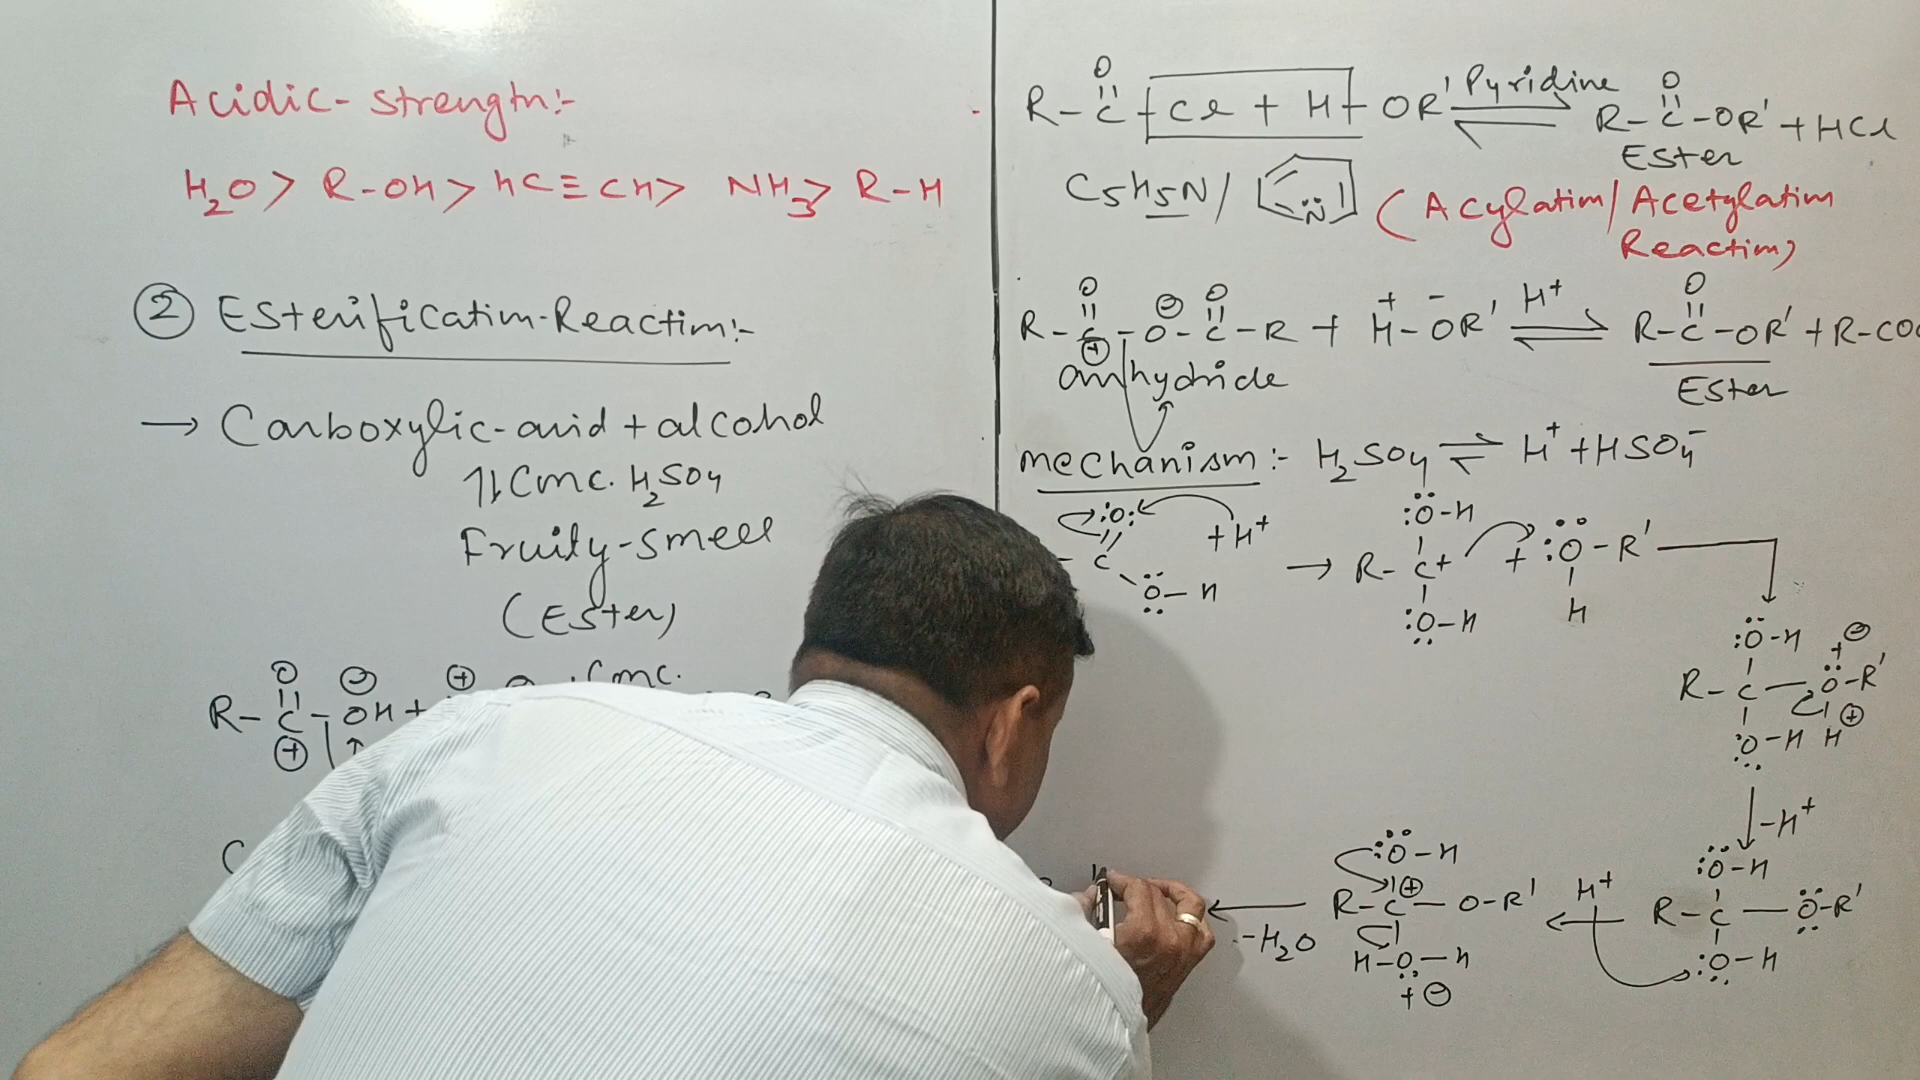 Acidic-strength:-
H2O > R-OH > HC≡CH > NH3 > R-H
② Esterification-Reaction:-
→ Carboxylic-acid + alcohol
⇅ Conc. H2SO4
Fruity-smell
(Ester)
O ⊖ ⊕ Conc.
R-C-OH +
⊕
O O
R-C-Cl + H-OR' ⇌ Pyridine R-C-OR' + HCl
Ester
C5H5N/ N (Acylation/Acetylation
Reaction)
O ⊖ O + - H+ O
R-C-O-C-R + H-OR' ⇌ R-C-OR' + R-COO
⊕
anhydride Ester
mechanism:- H2SO4 ⇌ H+ + HSO4-
:O: + H+ :Ö-H
C → R-C+ + :Ö-R'
Ö-H :O-H H
:Ö-H + ⊖
R-C-Ö-R'
⊕
:O-H H
↓ -H+
:Ö-H :Ö-H
← -H2O R-C-O-R' ← H+ R-C-Ö-R'
⊕
H-O-H :O-H
+ ⊖